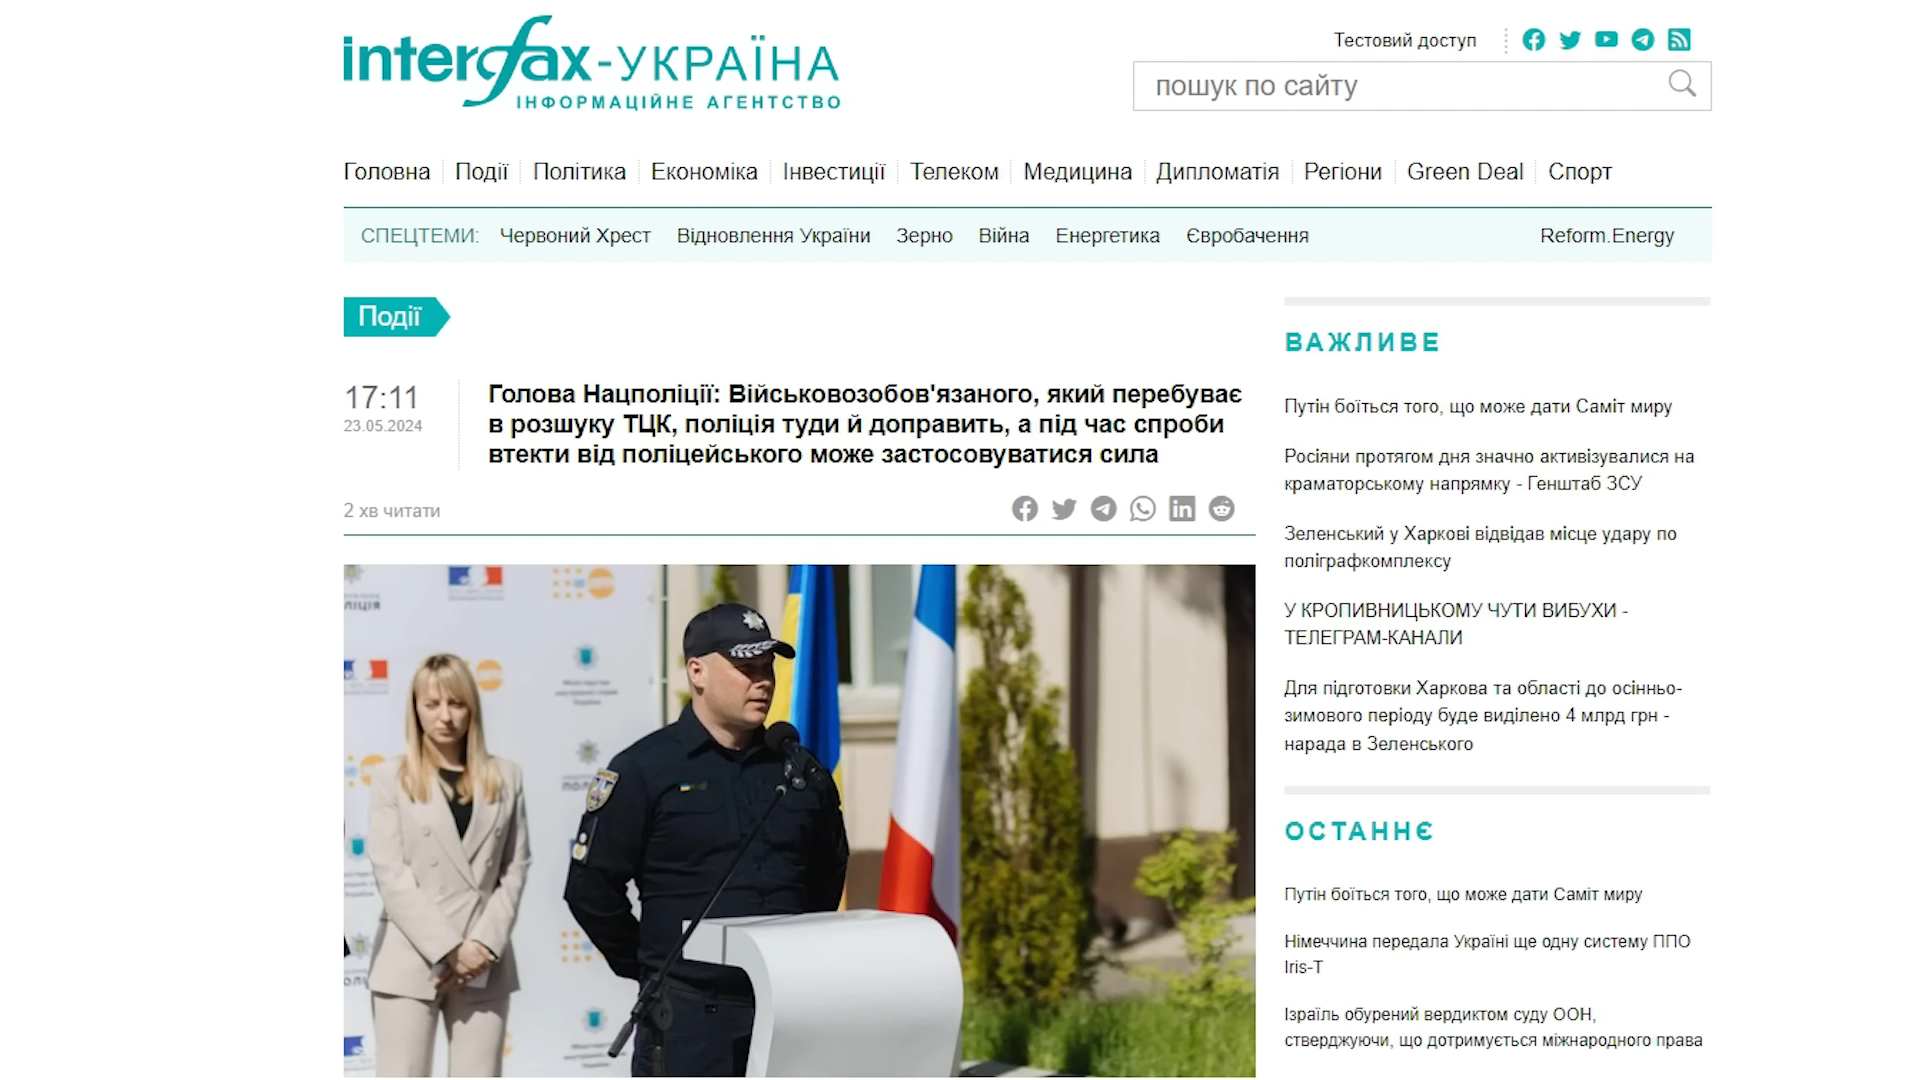 interfax-УКРАЇНА
ІНФОРМАЦІЙНЕ АГЕНТСТВО
Тестовий доступ
пошук по сайту
Головна Події Політика Економіка Інвестиції Телеком Медицина Дипломатія Регіони Green Deal Спорт
СПЕЦТЕМИ: Червоний Хрест Відновлення України Зерно Війна Енергетика Євробачення Reform.Energy
Події
17:11
23.05.2024
Голова Нацполіції: Військовозобов'язаного, який перебуває
в розшуку ТЦК, поліція туди й доправить, а під час спроби
втекти від поліцейського може застосовуватися сила
2 хв читати
ВАЖЛИВЕ
Путін боїться того, що може дати Саміт миру
Росіяни протягом дня значно активізувалися на
краматорському напрямку - Генштаб ЗСУ
Зеленський у Харкові відвідав місце удару по
поліграфкомплексу
У КРОПИВНИЦЬКОМУ ЧУТИ ВИБУХИ -
ТЕЛЕГРАМ-КАНАЛИ
Для підготовки Харкова та області до осінньо-
зимового періоду буде виділено 4 млрд грн -
нарада в Зеленського
ОСТАННЄ
Путін боїться того, що може дати Саміт миру
Німеччина передала Україні ще одну систему ППО
Iris-T
Ізраїль обурений вердиктом суду ООН,
стверджуючи, що дотримується міжнародного права